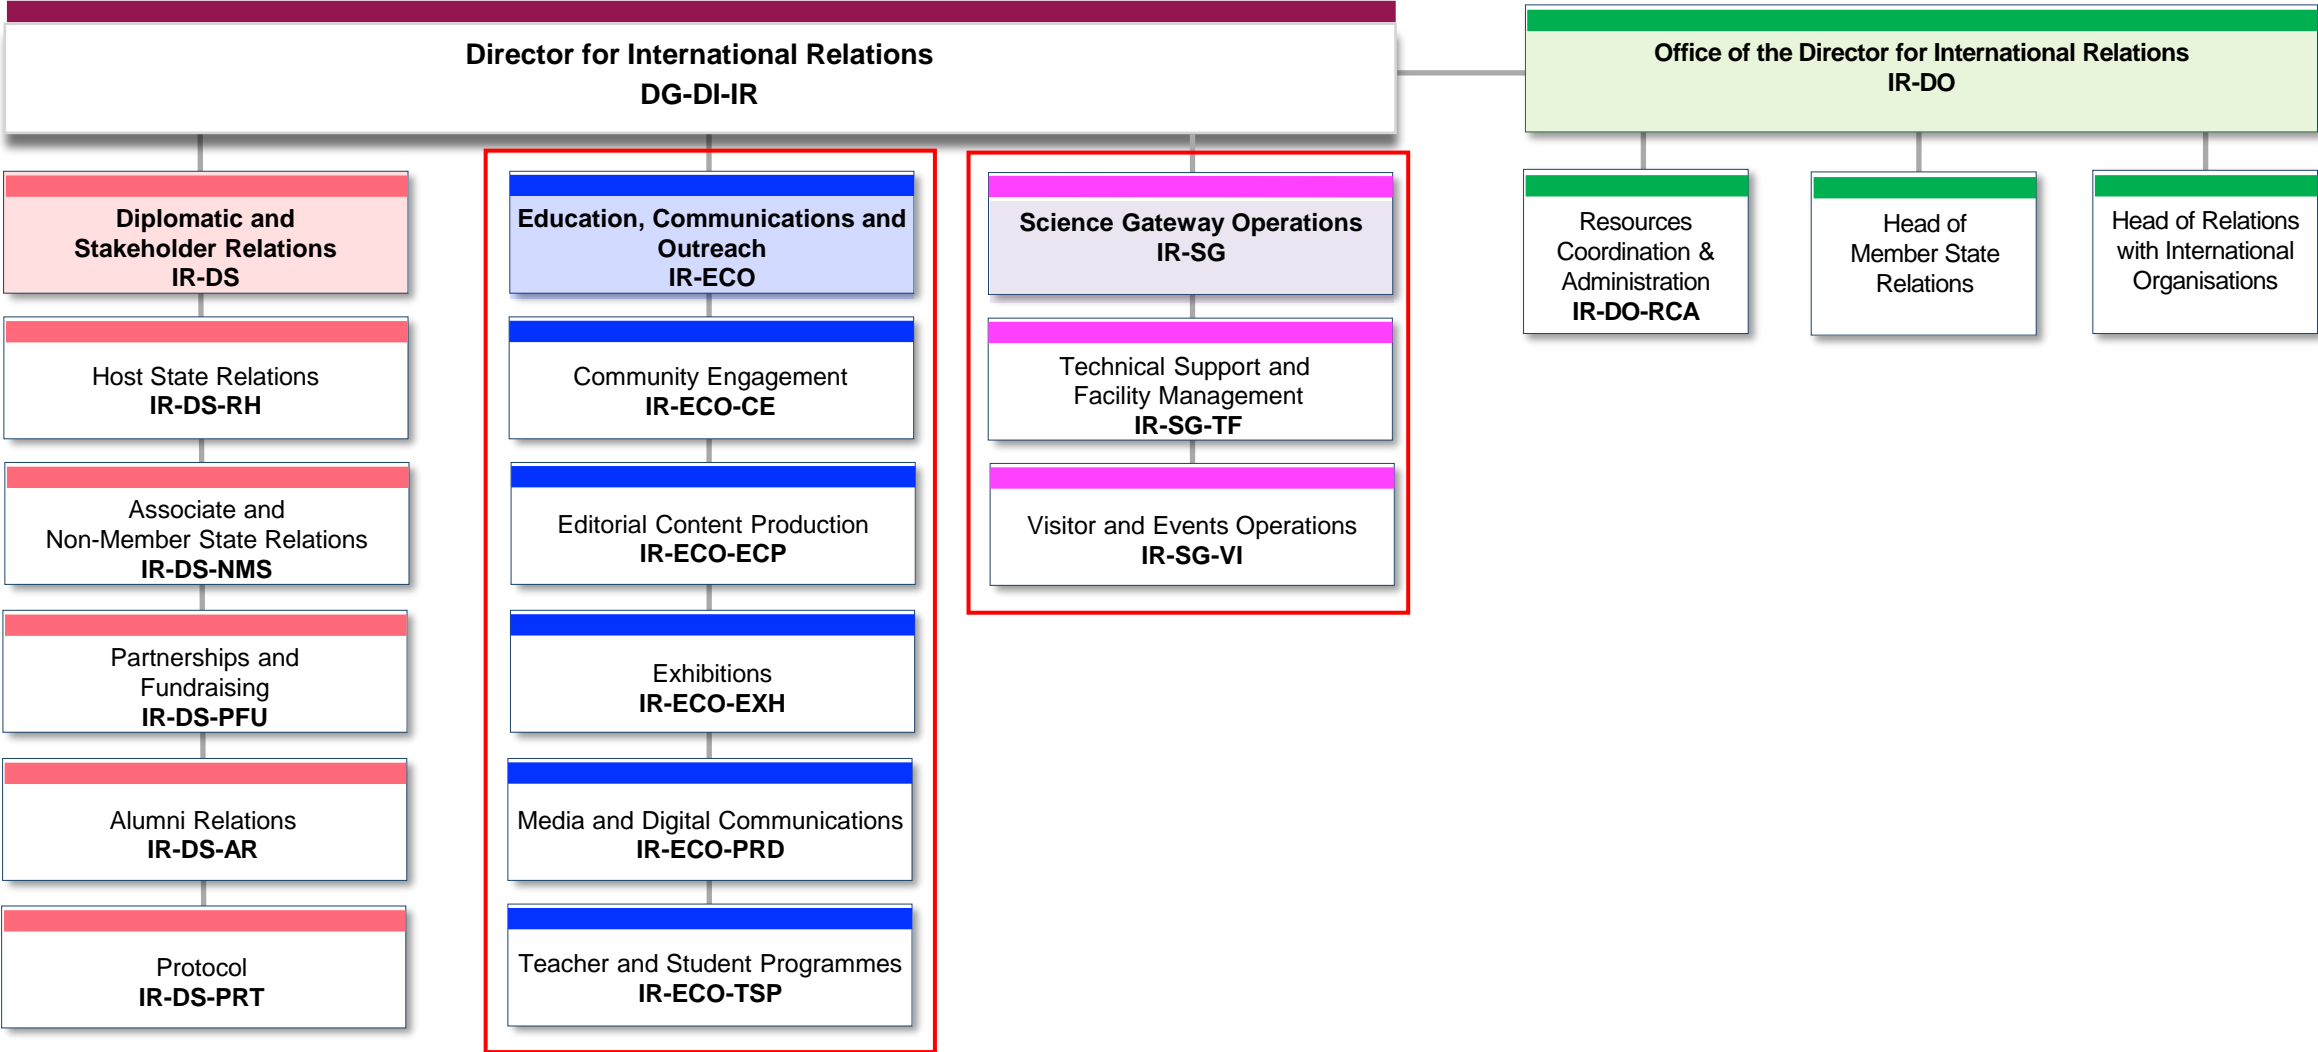 Director for International Relations
DG-DI-IR
Office of the Director for International Relations
IR-DO
Diplomatic and
Stakeholder Relations
IR-DS
Host State Relations
IR-DS-RH
Associate and
Non-Member State Relations
IR-DS-NMS
Partnerships and
Fundraising
IR-DS-PFU
Alumni Relations
IR-DS-AR
Protocol
IR-DS-PRT
Education, Communications and
Outreach
IR-ECO
Community Engagement
IR-ECO-CE
Editorial Content Production
IR-ECO-ECP
Exhibitions
IR-ECO-EXH
Media and Digital Communications
IR-ECO-PRD
Teacher and Student Programmes
IR-ECO-TSP
Science Gateway Operations
IR-SG
Technical Support and
Facility Management
IR-SG-TF
Visitor and Events Operations
IR-SG-VI
Resources
Coordination &
Administration
IR-DO-RCA
Head of
Member State
Relations
Head of Relations
with International
Organisations